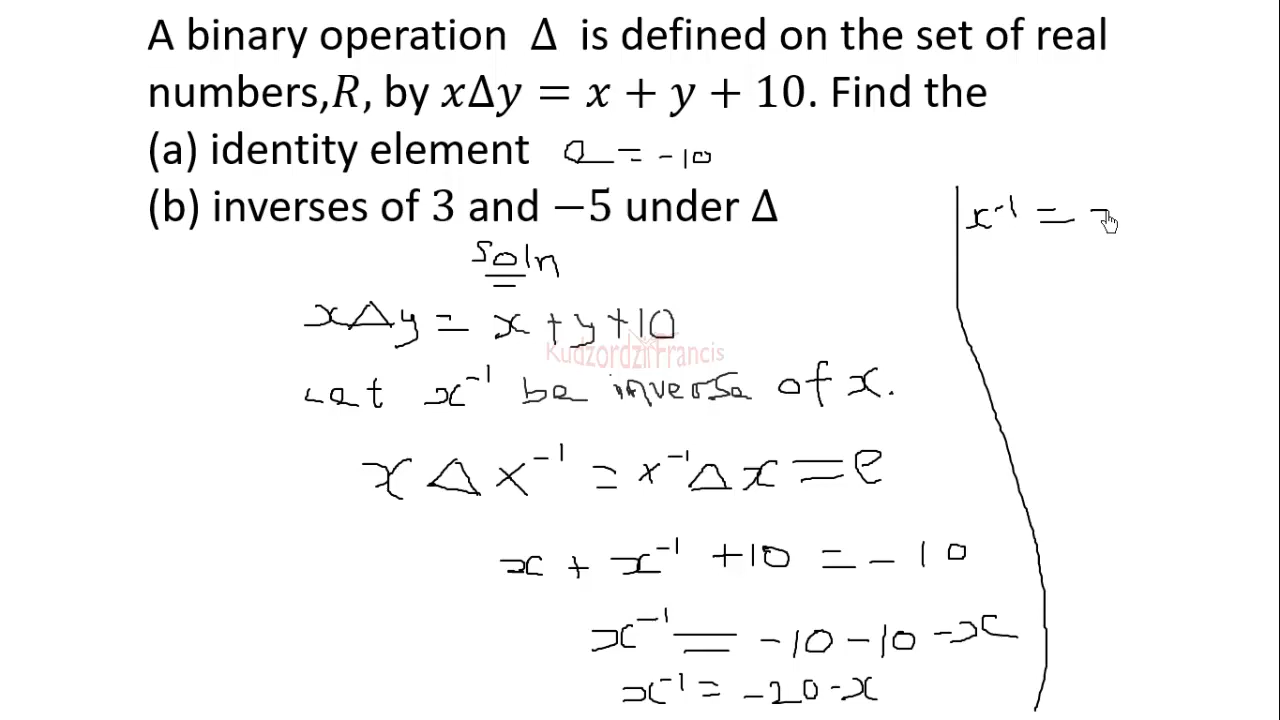 A binary operation Δ is defined on the set of real
numbers,R, by xΔy = x + y + 10. Find the
(a) identity element e = -10
(b) inverses of 3 and −5 under Δ
x⁻¹ =
soln
xΔy = x + y + 10
Kudzordzi Francis
Let x⁻¹ be inverse of x.
x Δ x⁻¹ = x⁻¹ Δ x = e
x + x⁻¹ + 10 = - 10
x⁻¹ = -10 - 10 - x
x⁻¹ = -20 - x